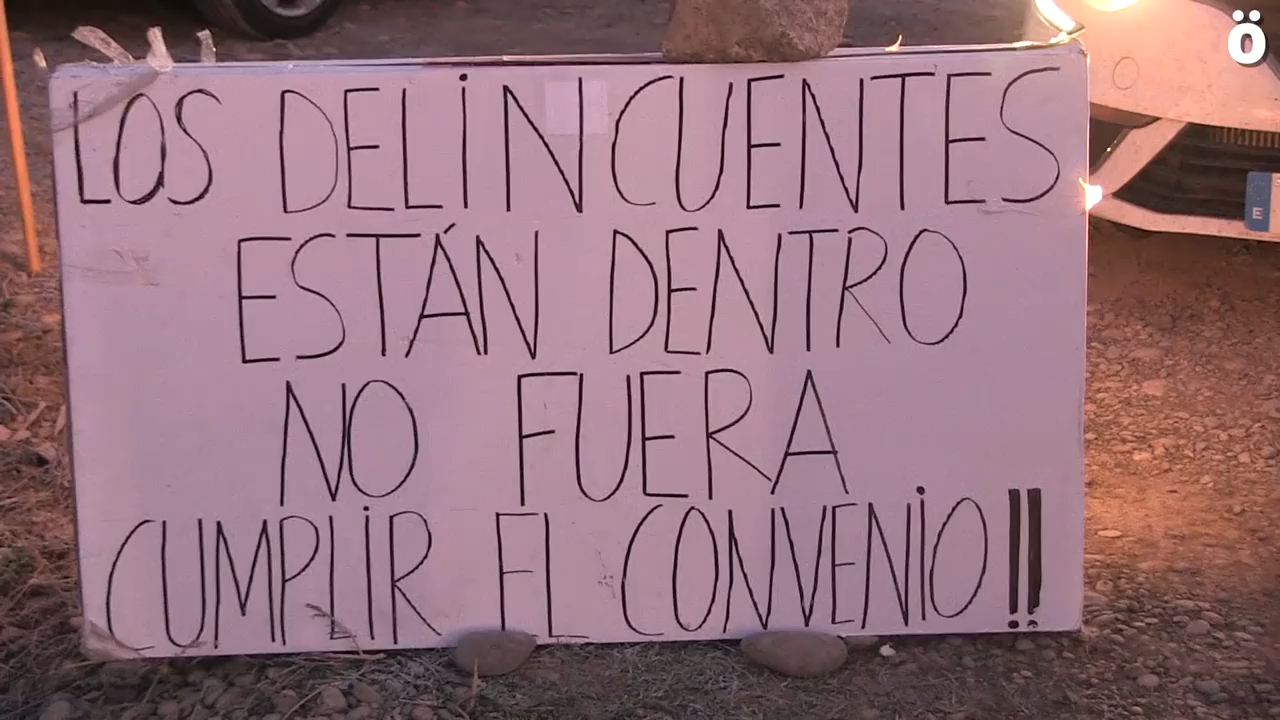 ö
LOS DELiNCUENTES
ESTÁN DENTRO
NO FUERA
CUMPLiR EL CONVENiO!!
E